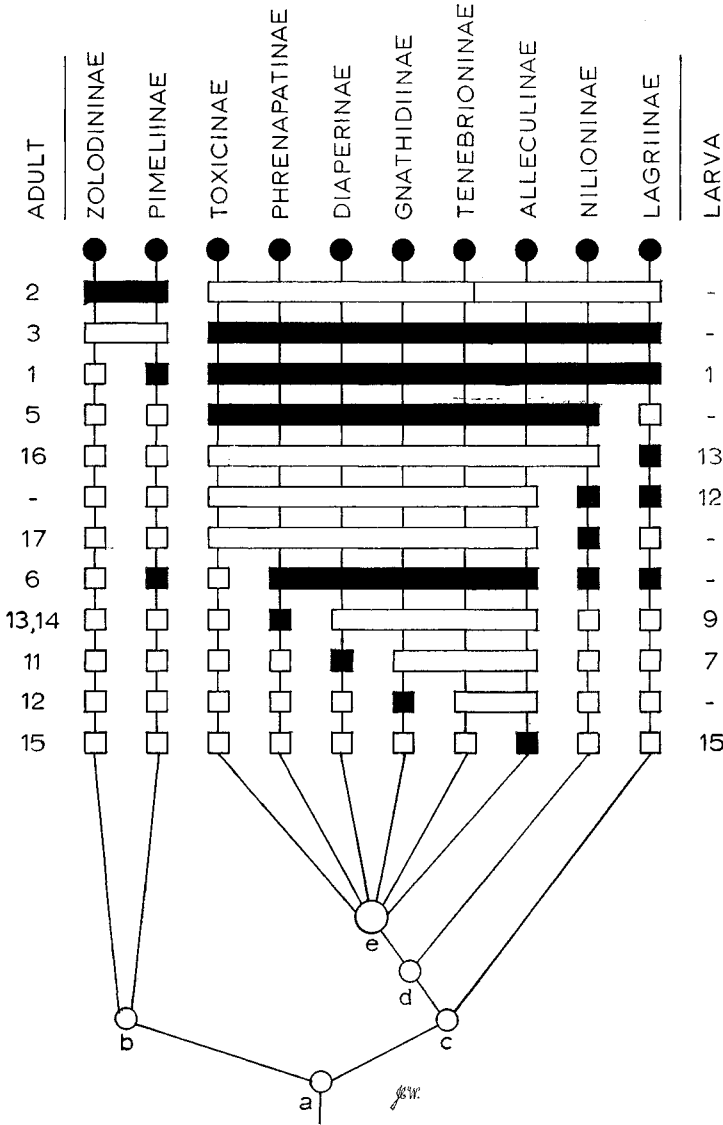 ADULT
ZOLODININAE
PIMELIINAE
TOXICINAE
PHRENAPATINAE
DIAPERINAE
GNATHIDIINAE
TENEBRIONINAE
ALLECULINAE
NILIONINAE
LAGRIINAE
LARVA
2 -
3 -
1 1
5 -
16 13
- 12
17 -
6 -
13,14 9
11 7
12 -
15 15
e
d
b c
a